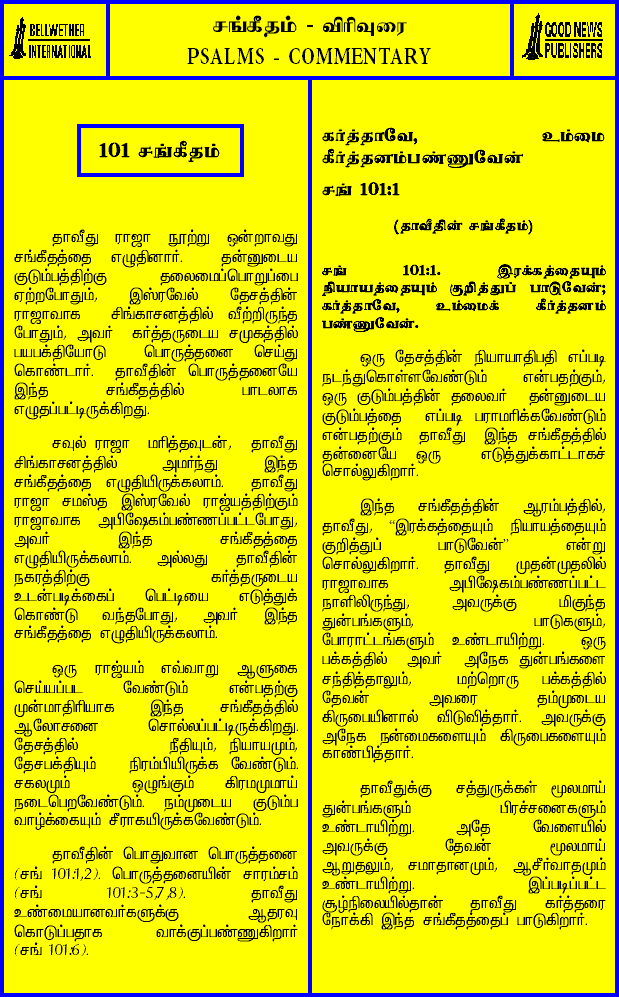 BELLWETHER
INTERNATIONAL
சங்கீதம் - விரிவுரை
PSALMS - COMMENTARY
GOOD NEWS
PUBLISHERS
101 சங்கீதம்
தாவீது ராஜா நூற்று ஒன்றாவது
சங்கீதத்தை எழுதினார். தன்னுடைய
குடும்பத்திற்கு தலைமைப்பொறுப்பை
ஏற்றபோதும், இஸ்ரவேல் தேசத்தின்
ராஜாவாக சிங்காசனத்தில் வீற்றிருந்த
போதும், அவர் கர்த்தருடைய சமுகத்தில்
பயபக்தியோடு பொருத்தனை செய்து
கொண்டார். தாவீதின் பொருத்தனையே
இந்த சங்கீதத்தில் பாடலாக
எழுதப்பட்டிருக்கிறது.
சவுல் ராஜா மரித்தவுடன், தாவீது
சிங்காசனத்தில் அமர்ந்து இந்த
சங்கீதத்தை எழுதியிருக்கலாம். தாவீது
ராஜா சமஸ்த இஸ்ரவேல் ராஜ்யத்திற்கும்
ராஜாவாக அபிஷேகம்பண்ணப்பட்டபோது,
அவர் இந்த சங்கீதத்தை
எழுதியிருக்கலாம். அல்லது தாவீதின்
நகரத்திற்கு கர்த்தருடைய
உடன்படிக்கைப் பெட்டியை எடுத்துக்
கொண்டு வந்தபோது, அவர் இந்த
சங்கீதத்தை எழுதியிருக்கலாம்.
ஒரு ராஜ்யம் எவ்வாறு ஆளுகை
செய்யப்பட வேண்டும் என்பதற்கு
முன்மாதிரியாக இந்த சங்கீதத்தில்
ஆலோசனை சொல்லப்பட்டிருக்கிறது.
தேசத்தில் நீதியும், நியாயமும்,
தேசபக்தியும் நிரம்பியிருக்க வேண்டும்.
சகலமும் ஒழுங்கும் கிரமமுமாய்
நடைபெறவேண்டும். நம்முடைய குடும்ப
வாழ்க்கையும் சீராகயிருக்கவேண்டும்.
தாவீதின் பொதுவான பொருத்தனை
(சங் 101:1,2). பொருத்தனையின் சாராம்சம்
(சங் 101:3-5,7,8). தாவீது
உண்மையானவர்களுக்கு ஆதரவு
கொடுப்பதாக வாக்குப்பண்ணுகிறார்
(சங் 101:6).
கர்த்தாவே, உம்மை
கீர்த்தனம்பண்ணுவேன்
சங் 101:1
(தாவீதின் சங்கீதம்)
சங் 101:1. இரக்கத்தையும்
நியாயத்தையும் குறித்துப் பாடுவேன்;
கர்த்தாவே, உம்மைக் கீர்த்தனம்
பண்ணுவேன்.
ஒரு தேசத்தின் நியாயாதிபதி எப்படி
நடந்துகொள்ளவேண்டும் என்பதற்கும்,
ஒரு குடும்பத்தின் தலைவர் தன்னுடைய
குடும்பத்தை எப்படி பராமரிக்கவேண்டும்
என்பதற்கும் தாவீது இந்த சங்கீதத்தில்
தன்னையே ஒரு எடுத்துக்காட்டாகச்
சொல்லுகிறார்.
இந்த சங்கீதத்தின் ஆரம்பத்தில்,
தாவீது, “இரக்கத்தையும் நியாயத்தையும்
குறித்துப் பாடுவேன்” என்று
சொல்லுகிறார். தாவீது முதன்முதலில்
ராஜாவாக அபிஷேகம்பண்ணப்பட்ட
நாளிலிருந்து, அவருக்கு மிகுந்த
துன்பங்களும், பாடுகளும்,
போராட்டங்களும் உண்டாயிற்று. ஒரு
பக்கத்தில் அவர் அநேக துன்பங்களை
சந்தித்தாலும், மற்றொரு பக்கத்தில்
தேவன் அவரை தம்முடைய
கிருபையினால் விடுவித்தார். அவருக்கு
அநேக நன்மைகளையும் கிருபைகளையும்
காண்பித்தார்.
தாவீதுக்கு சத்துருக்கள் மூலமாய்
துன்பங்களும் பிரச்சனைகளும்
உண்டாயிற்று. அதே வேளையில்
அவருக்கு தேவன் மூலமாய்
ஆறுதலும், சமாதானமும், ஆசீர்வாதமும்
உண்டாயிற்று. இப்படிப்பட்ட
சூழ்நிலையில்தான் தாவீது கர்த்தரை
நோக்கி இந்த சங்கீதத்தைப் பாடுகிறார்.